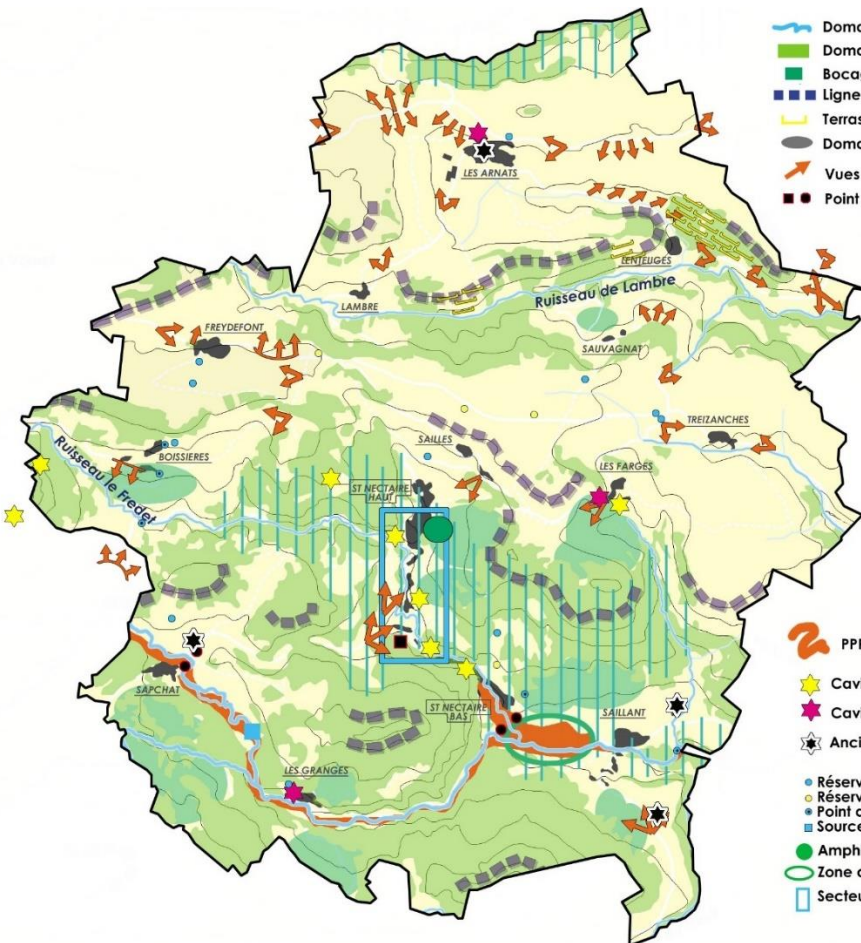 Doma
Doma
Bocag
Ligne
Terras
Doma
Vues
Point
LES ARNATS
LENTEUGES
Ruisseau de Lambre
LAMBRE
FREYDEFONT
SAUVAGNAT
TREIZANCHES
SAILLES
BOISSIERES
LES FARGES
ST NECTAIRE
HAUT
Ruisseau le Fredet
PPR
Cavi
Cavi
Anci
SAPCHAT
ST NECTAIRE
BAS
SAILLANT
LES GRANGES
Réserv
Réserv
Point d
Source
Amph
Zone d
Secteu